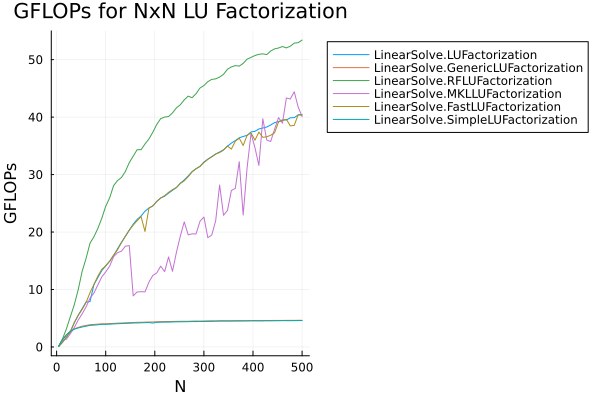 GFLOPs for NxN LU Factorization
50
40
30
20
10
0
GFLOPs
0 100 200 300 400 500
N
LinearSolve.LUFactorization
LinearSolve.GenericLUFactorization
LinearSolve.RFLUFactorization
LinearSolve.MKLLUFactorization
LinearSolve.FastLUFactorization
LinearSolve.SimpleLUFactorization